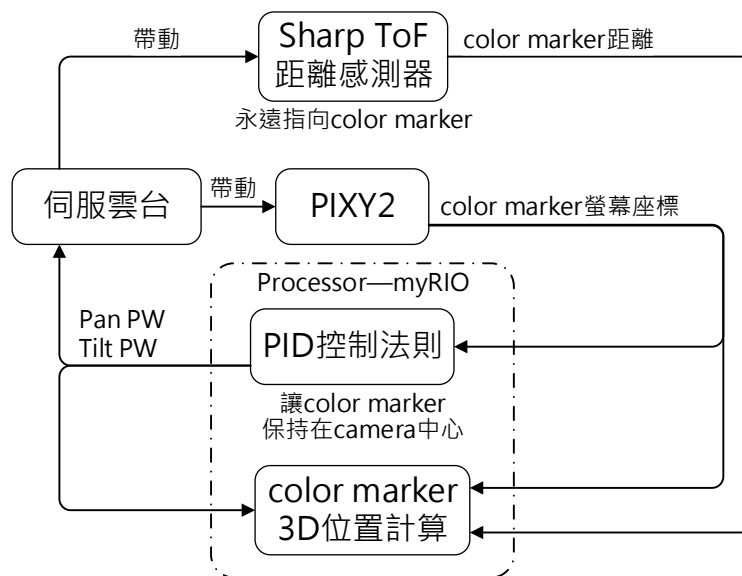 帶動
Sharp ToF
距離感測器
color marker距離
永遠指向color marker
伺服雲台
帶動
PIXY2
color marker螢幕座標
Processor—myRIO
Pan PW
Tilt PW
PID控制法則
讓color marker
保持在camera中心
color marker
3D位置計算